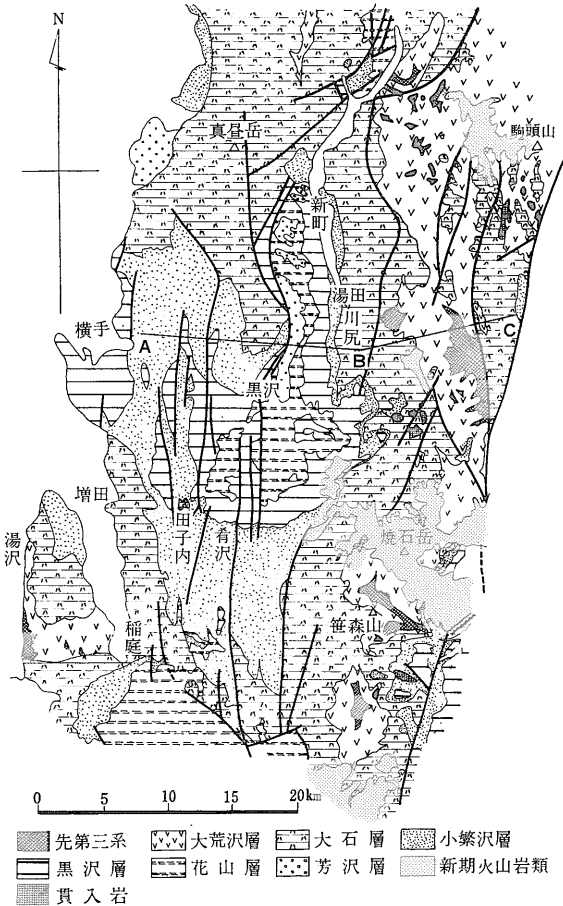 N
真昼岳
駒頭山
新町
湯田
川尻
横手
A
B
C
黒沢
増田
湯沢
田子内
肴沢
焼石岳
笹森山
稲庭
0 5 10 15 20km
先第三系 大荒沢層 大石層 小繁沢層
黒沢層 花山層 芳沢層 新期火山岩類
貫入岩